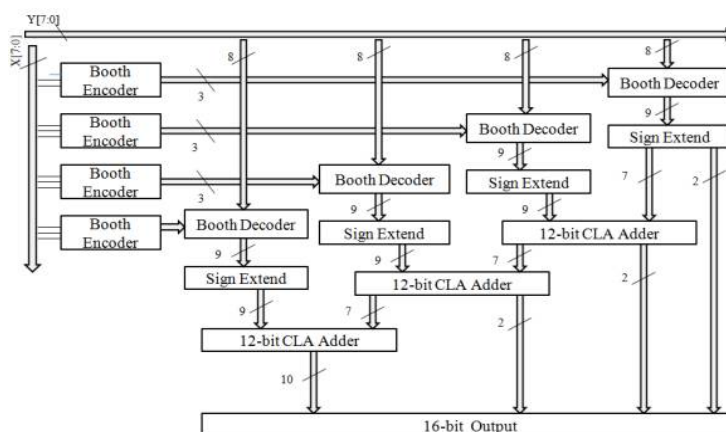 Y[7:0]
X[7:0]
8
8
8
8
Booth
Encoder
3
Booth Decoder
9
Booth
Encoder
3
Booth Decoder
Sign Extend
9
Booth
Encoder
3
Booth Decoder
Sign Extend
7
2
9
9
Booth
Encoder
Booth Decoder
Sign Extend
12-bit CLA Adder
9
9
7
Sign Extend
12-bit CLA Adder
2
9
7
2
12-bit CLA Adder
10
16-bit Output